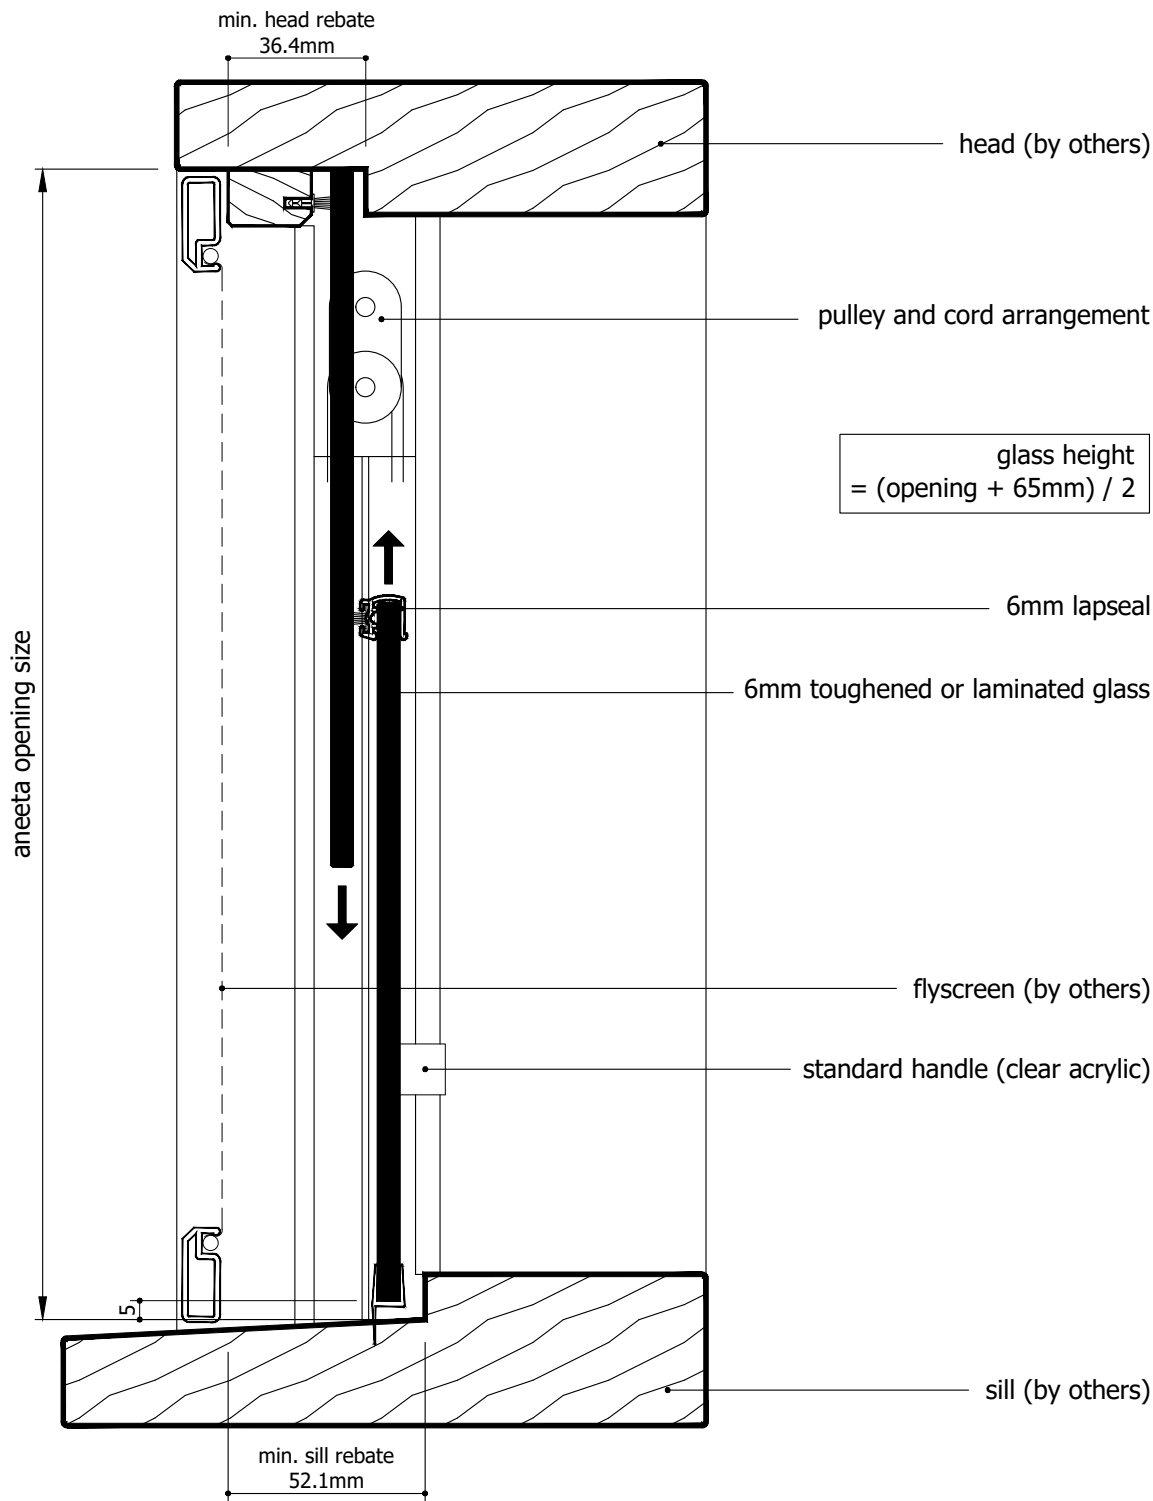 min. head rebate
36.4mm
head (by others)
pulley and cord arrangement
glass height
= (opening + 65mm) / 2
6mm lapseal
6mm toughened or laminated glass
aneeta opening size
flyscreen (by others)
standard handle (clear acrylic)
5
sill (by others)
min. sill rebate
52.1mm